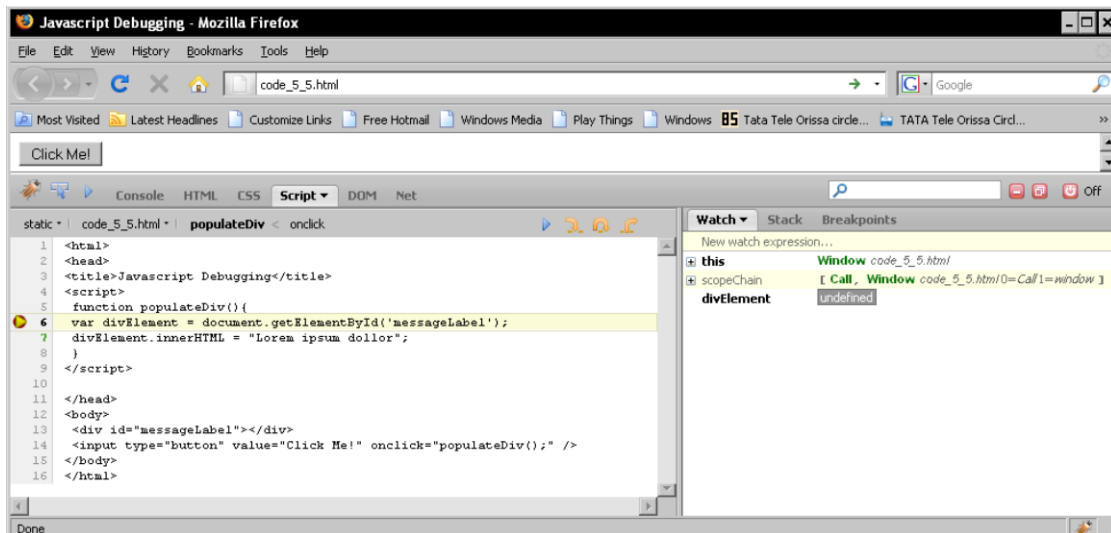 Javascript Debugging - Mozilla Firefox
File Edit View History Bookmarks Tools Help
code_5_5.html G Google
Most Visited Latest Headlines Customize Links Free Hotmail Windows Media Play Things Windows 85 Tata Tele Orissa circle... TATA Tele Orissa Circl... »
Click Me!
Console HTML CSS Script DOM Net Off
static code_5_5.html populateDiv < onclick
1 <html>
2 <head>
3 <title>Javascript Debugging</title>
4 <script>
5 function populateDiv(){
6 var divElement = document.getElementById('messageLabel');
7 divElement.innerHTML = "Lorem ipsum dollor";
8 }
9 </script>
10
11 </head>
12 <body>
13 <div id="messageLabel"></div>
14 <input type="button" value="Click Me!" onclick="populateDiv();" />
15 </body>
16 </html>
Watch Stack Breakpoints
New watch expression...
this Window code_5_5.html
scopeChain [ Call, Window code_5_5.html 0=Call 1=window ]
divElement undefined
Done